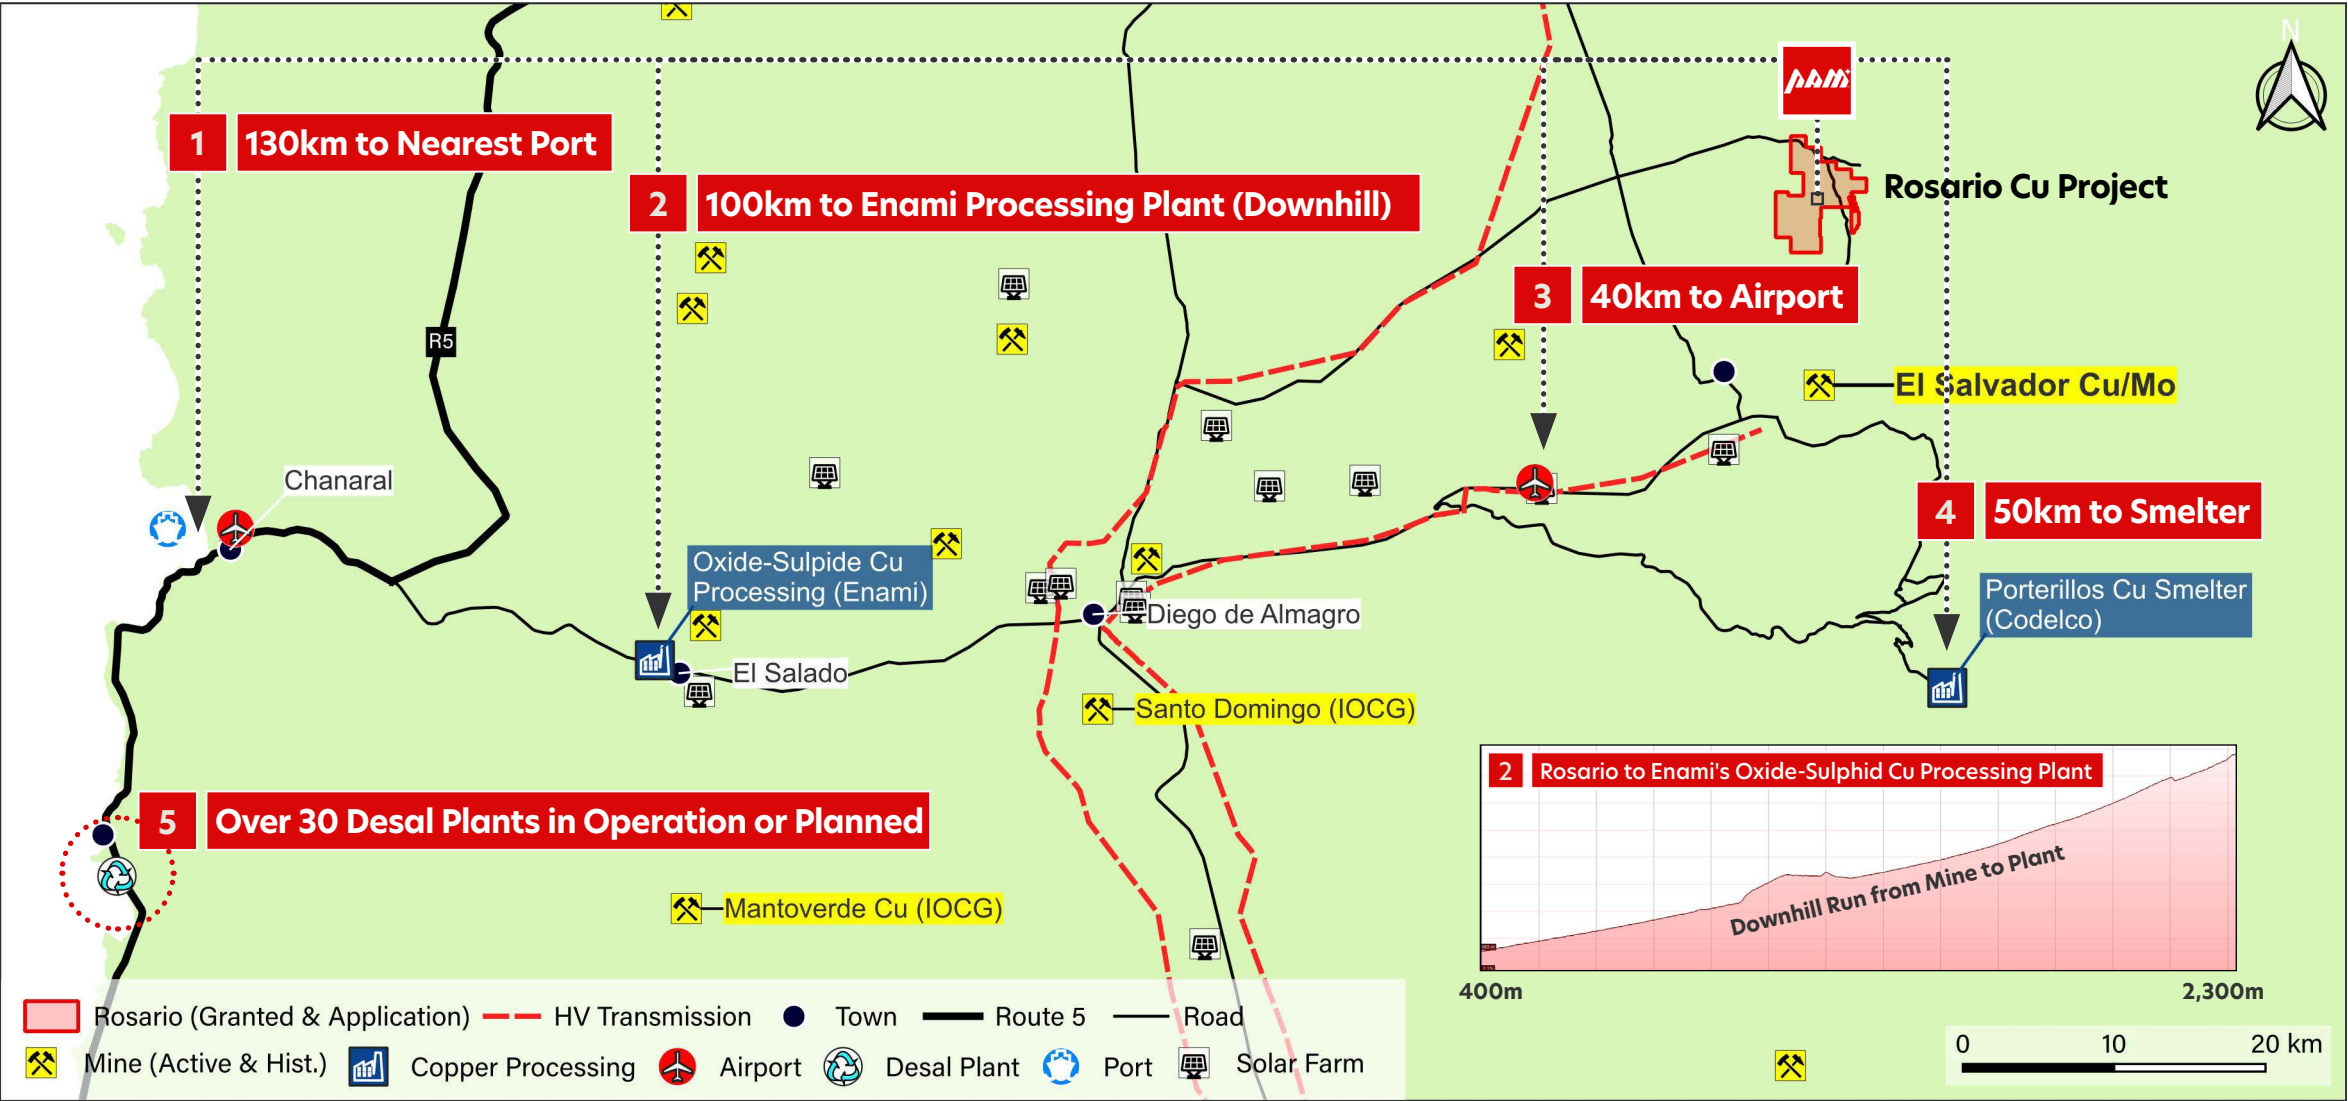 N
PAM
1 130km to Nearest Port
2 100km to Enami Processing Plant (Downhill)
Rosario Cu Project
3 40km to Airport
R5
El Salvador Cu/Mo
Chanaral
4 50km to Smelter
Oxide-Sulpide Cu
Processing (Enami)
Porterillos Cu Smelter
(Codelco)
Diego de Almagro
El Salado
Santo Domingo (IOCG)
2 Rosario to Enami's Oxide-Sulphid Cu Processing Plant
5 Over 30 Desal Plants in Operation or Planned
Downhill Run from Mine to Plant
Mantoverde Cu (IOCG)
400m 2,300m
Rosario (Granted & Application) HV Transmission Town Route 5 Road
Mine (Active & Hist.) Copper Processing Airport Desal Plant Port Solar Farm
0 10 20 km